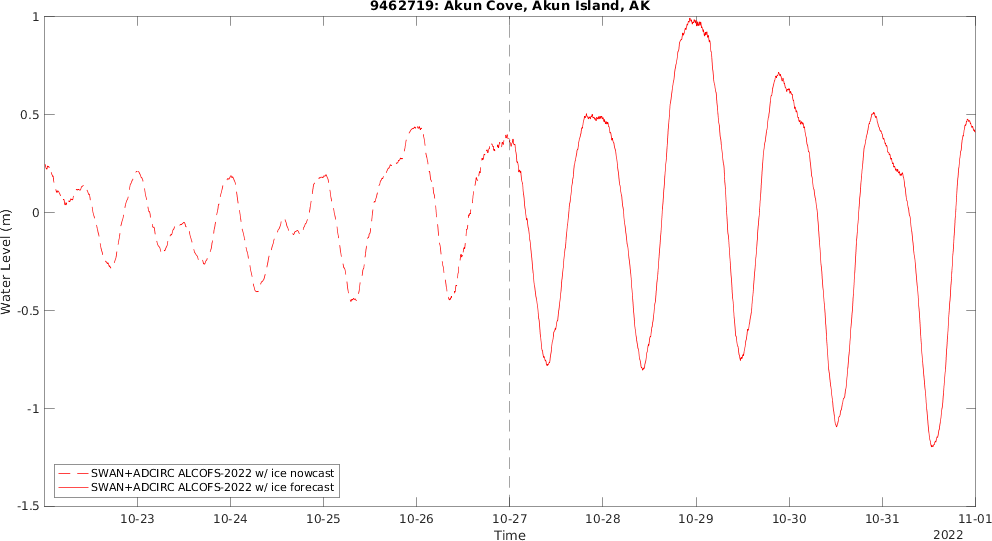 9462719: Akun Cove, Akun Island, AK
Water Level (m)
1
0.5
0
-0.5
-1
-1.5
SWAN+ADCIRC ALCOFS-2022 w/ ice nowcast
SWAN+ADCIRC ALCOFS-2022 w/ ice forecast
10-23 10-24 10-25 10-26 10-27 10-28 10-29 10-30 10-31 11-01
Time
2022